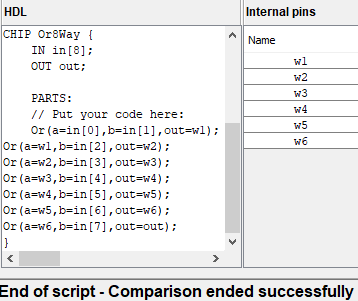 HDL
CHIP Or8Way {
IN in[8];
OUT out;
PARTS:
// Put your code here:
Or(a=in[0],b=in[1],out=w1);
Or(a=w1,b=in[2],out=w2);
Or(a=w2,b=in[3],out=w3);
Or(a=w3,b=in[4],out=w4);
Or(a=w4,b=in[5],out=w5);
Or(a=w5,b=in[6],out=w6);
Or(a=w6,b=in[7],out=out);
}
Internal pins
Name
w1
w2
w3
w4
w5
w6
End of script - Comparison ended successfully